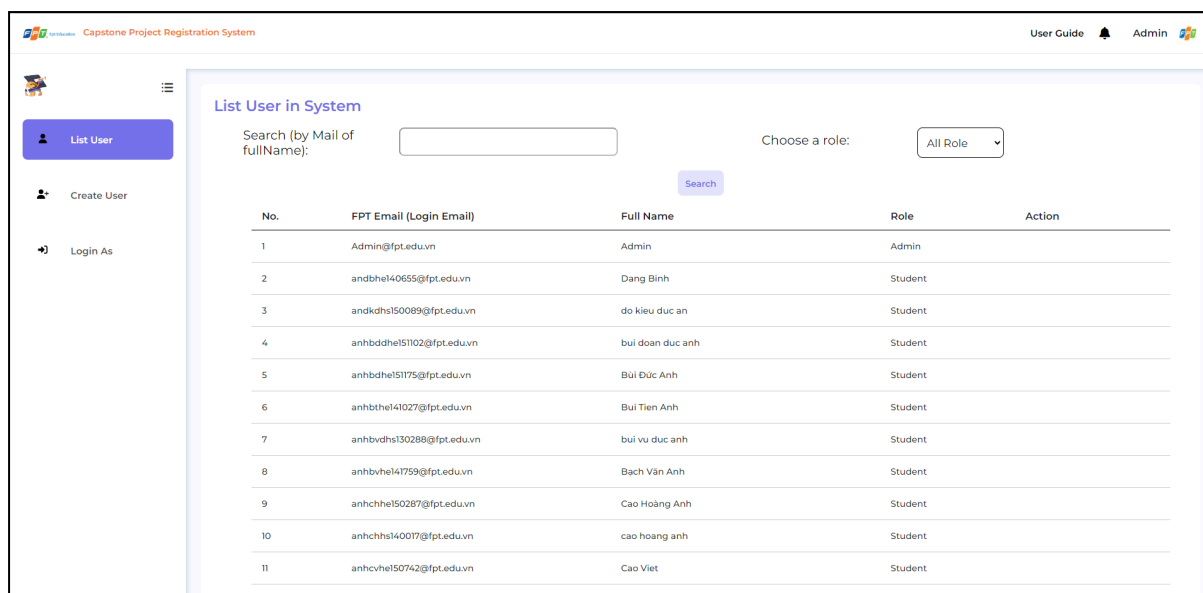 FPT Education Capstone Project Registration System
User Guide
Admin
FPT
List User
Create User
Login As
List User in System
Search (by Mail of
fullName):
Choose a role:
All Role
Search
No. FPT Email (Login Email) Full Name Role Action
1 Admin@fpt.edu.vn Admin Admin
2 andbhe140655@fpt.edu.vn Dang Binh Student
3 andkdhs150089@fpt.edu.vn do kieu duc an Student
4 anhbddhe151102@fpt.edu.vn bui doan duc anh Student
5 anhbdhe151175@fpt.edu.vn Bùi Đức Anh Student
6 anhbthe141027@fpt.edu.vn Bui Tien Anh Student
7 anhbvdhs130288@fpt.edu.vn bui vu duc anh Student
8 anhbvhe141759@fpt.edu.vn Bạch Văn Anh Student
9 anhchhe150287@fpt.edu.vn Cao Hoàng Anh Student
10 anhchhs140017@fpt.edu.vn cao hoang anh Student
11 anhcvhe150742@fpt.edu.vn Cao Viet Student